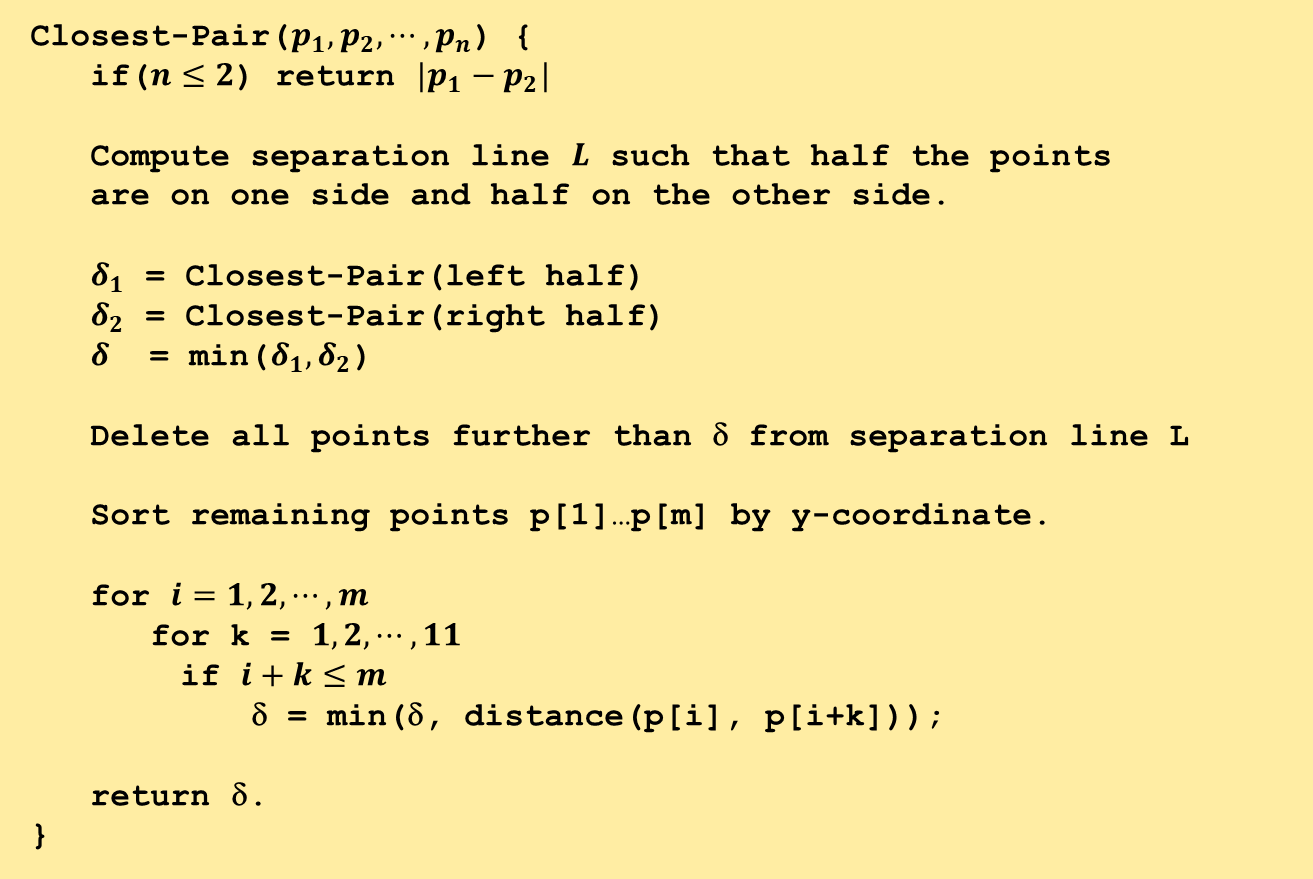 Closest-Pair(p₁, p₂, ⋯, pₙ) {
if(n ≤ 2) return |p₁ − p₂|
Compute separation line L such that half the points
are on one side and half on the other side.
δ₁ = Closest-Pair(left half)
δ₂ = Closest-Pair(right half)
δ = min(δ₁, δ₂)
Delete all points further than δ from separation line L
Sort remaining points p[1]…p[m] by y-coordinate.
for i = 1, 2, ⋯, m
for k = 1, 2, ⋯, 11
if i + k ≤ m
δ = min(δ, distance(p[i], p[i+k]));
return δ.
}